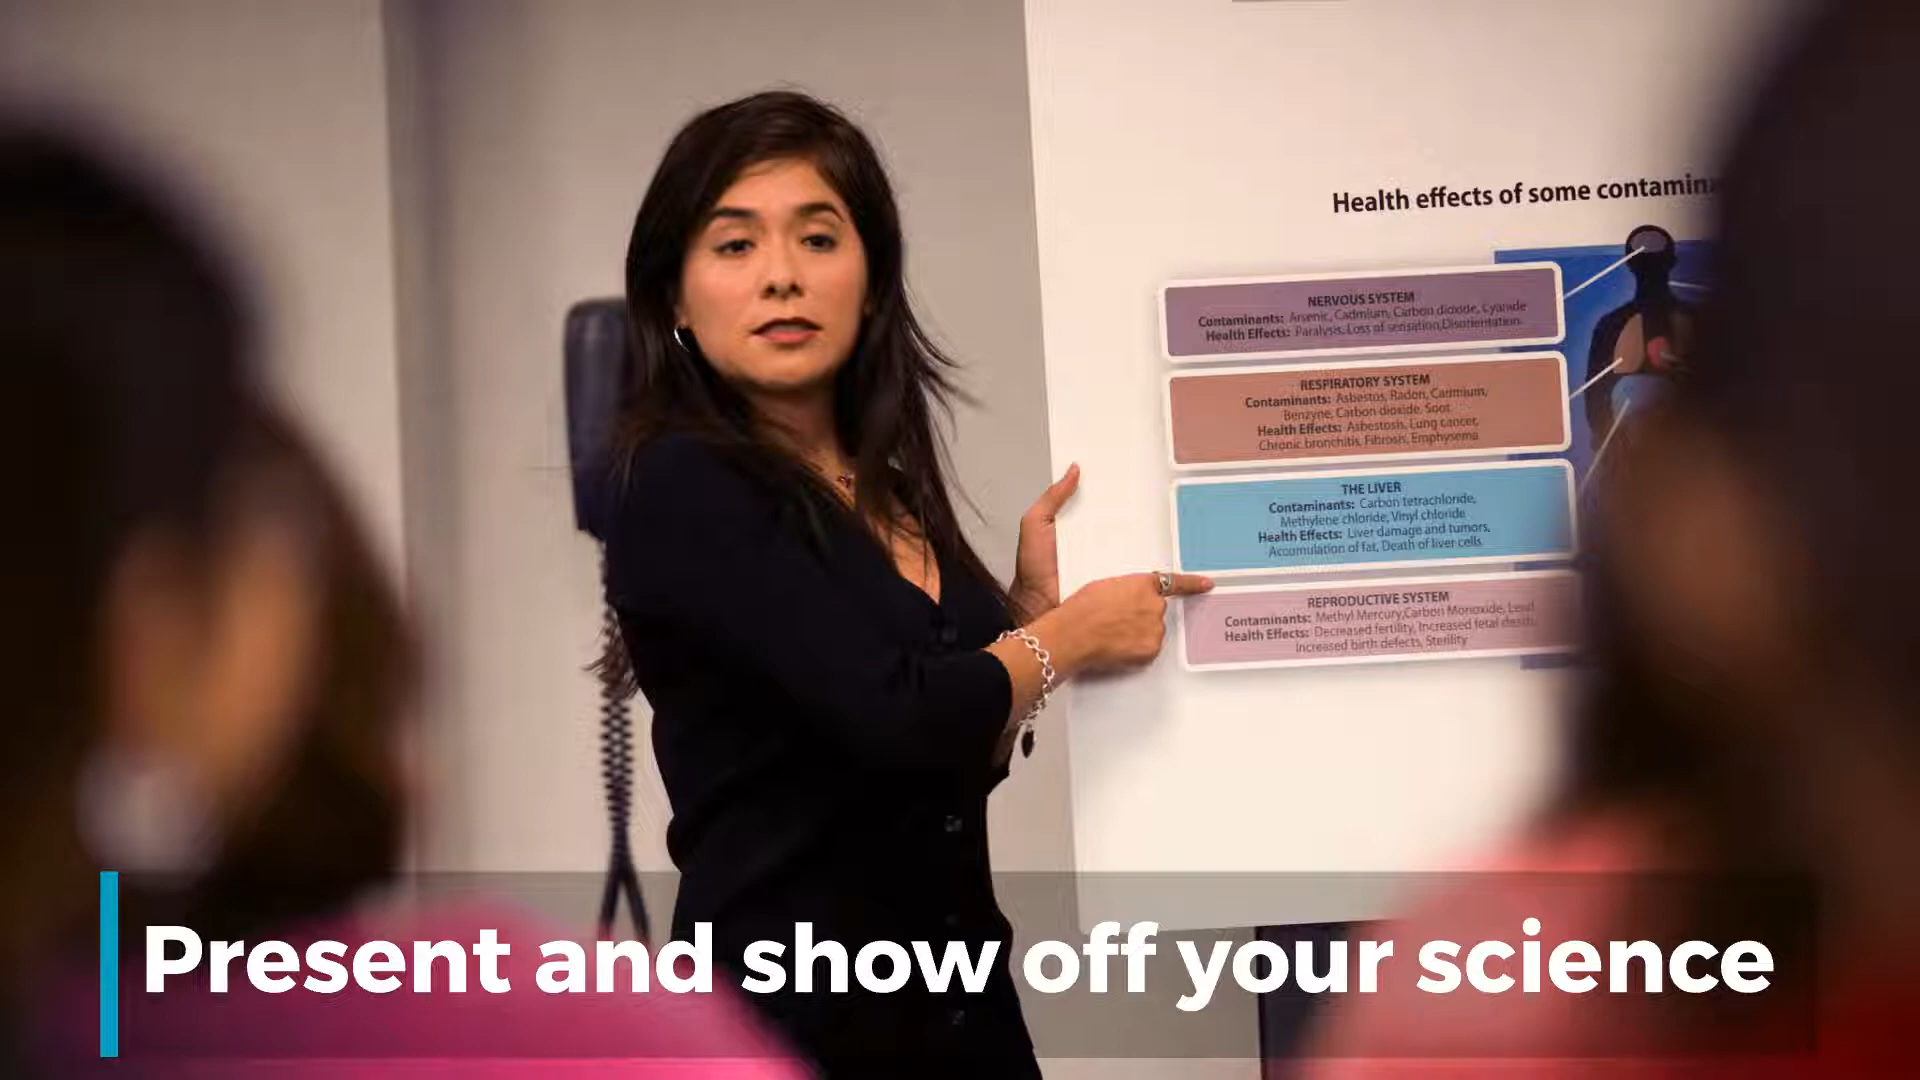 Health effects of some contamin
NERVOUS SYSTEM
Contaminants: Arsenic, Cadmium, Carbon dioxide, Cyanide
Health Effects: Paralysis, Loss of sensation,Disorientation
RESPIRATORY SYSTEM
Contaminants: Asbestos, Radon, Cadmium,
Benzyne, Carbon dioxide, Soot
Health Effects: Asbestosis, Lung cancer,
Chronic bronchitis, Fibrosis, Emphysema
THE LIVER
Contaminants: Carbon tetrachloride,
Methylene chloride, Vinyl chloride
Health Effects: Liver damage and tumors,
Accomulation of fat, Death of liver cells
REPRODUCTIVE SYSTEM
Contaminants: Methyl Mercury,Carbon Monoxide, Lead
Health Effects: Decreased fertility, Increased fetal death,
Increased birth defects, Sterility
Present and show off your science